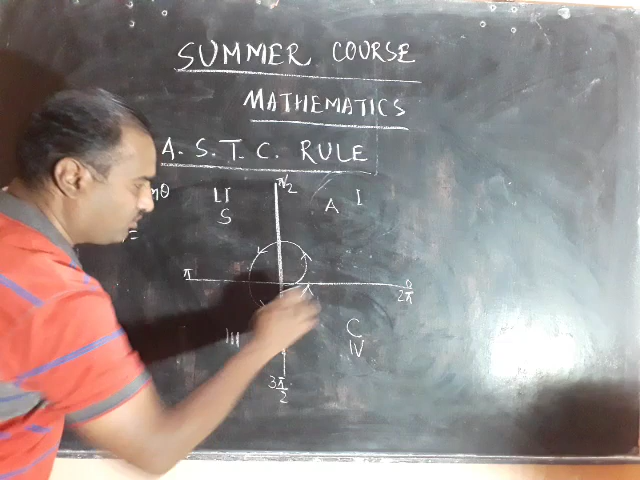 SUMMER COURSE
MATHEMATICS
A. S. T. C. RULE
π/2
θ II A I
S
=
π 0
2π
III C
IV
3π/2